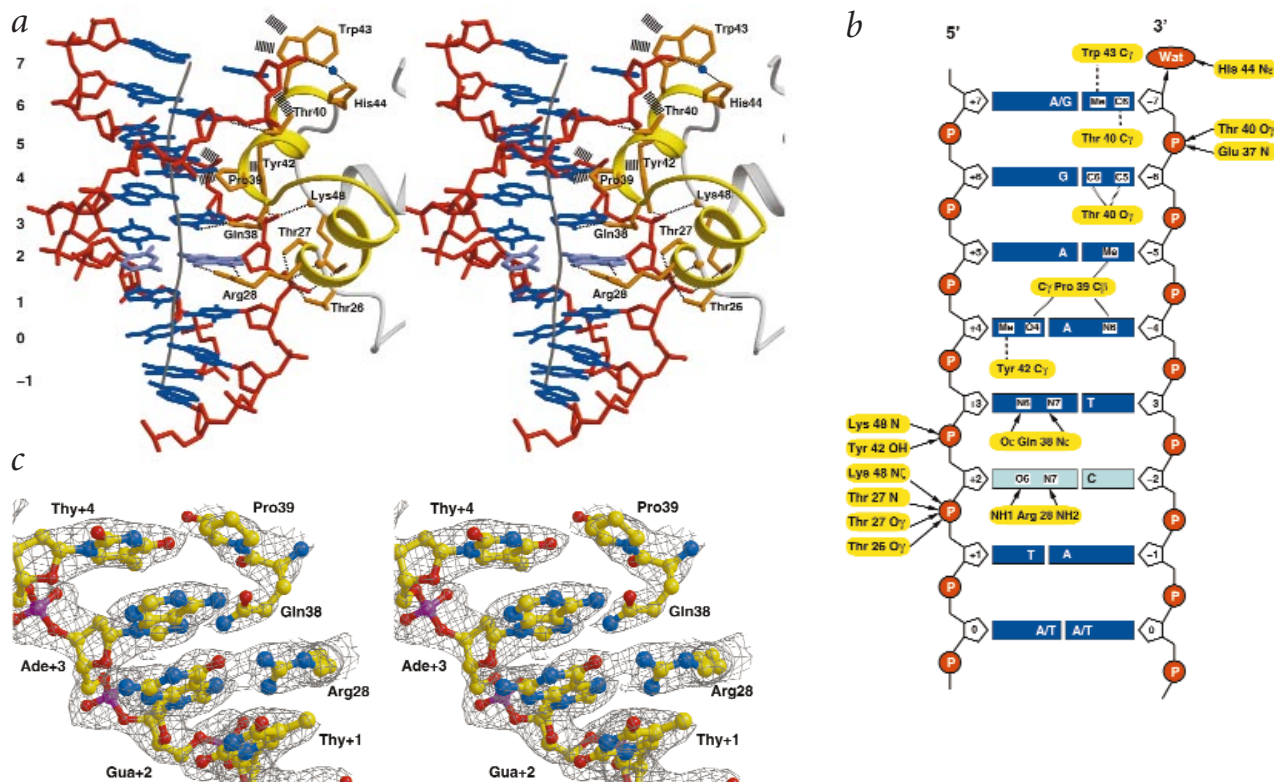 a
7
6
5
4
3
2
1
0
–1
Trp43
His44
Thr40
Tyr42
Pro39
Lys48
Gln38
Thr27
Arg28
Thr26
Trp43
His44
Thr40
Tyr42
Pro39
Lys48
Gln38
Thr27
Arg28
Thr26
b
5'
3'
Trp 43 Cγ
Wat
His 44 Nε
+7
A/G
Me
C6
–7
Thr 40 Cγ
P
P
Thr 40 Oγ
Glu 37 N
+6
G
C6
C5
–6
Thr 40 Oγ
P
P
+5
A
Me
–5
Cγ Pro 39 Cβ
P
P
+4
Me
O4
A
N6
–4
Tyr 42 Cγ
P
P
+3
N6
N7
T
3
Lys 48 N
Tyr 42 OH
P
Oε Gln 38 Nε
P
Lys 48 Nζ
+2
O6
N7
C
–2
Thr 27 N
Thr 27 Oγ
Thr 26 Oγ
P
NH1 Arg 28 NH2
P
+1
T
A
–1
P
P
0
A/T
A/T
0
P
P
c
Thy+4
Pro39
Gln38
Ade+3
Arg28
Thy+1
Gua+2
Thy+4
Pro39
Gln38
Ade+3
Arg28
Thy+1
Gua+2